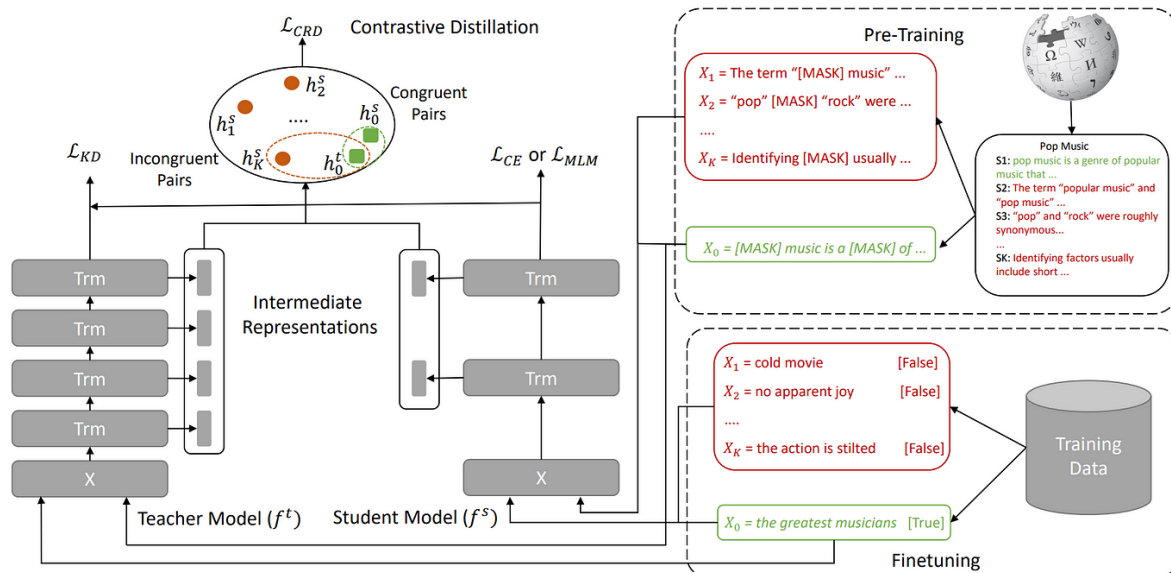 ℒ_CRD
Contrastive Distillation
h_2^s
h_1^s
....
h_0^s
Congruent
Pairs
h_K^s
h_0^t
Incongruent
Pairs
ℒ_KD
ℒ_CE or ℒ_MLM
Trm
Trm
Trm
Trm
X
Intermediate
Representations
Trm
Trm
X
Teacher Model (f^t)
Student Model (f^s)
Pre-Training
X_1 = The term “[MASK] music” ...
X_2 = “pop” [MASK] “rock” were ...
....
X_K = Identifying [MASK] usually ...
X_0 = [MASK] music is a [MASK] of ...
Ω
W
维
И
Pop Music
S1: pop music is a genre of popular
music that ...
S2: The term “popular music” and
“pop music” ...
S3: “pop” and “rock” were roughly
synonymous...
...
SK: Identifying factors usually
include short ...
X_1 = cold movie [False]
X_2 = no apparent joy [False]
....
X_K = the action is stilted [False]
X_0 = the greatest musicians [True]
Training
Data
Finetuning